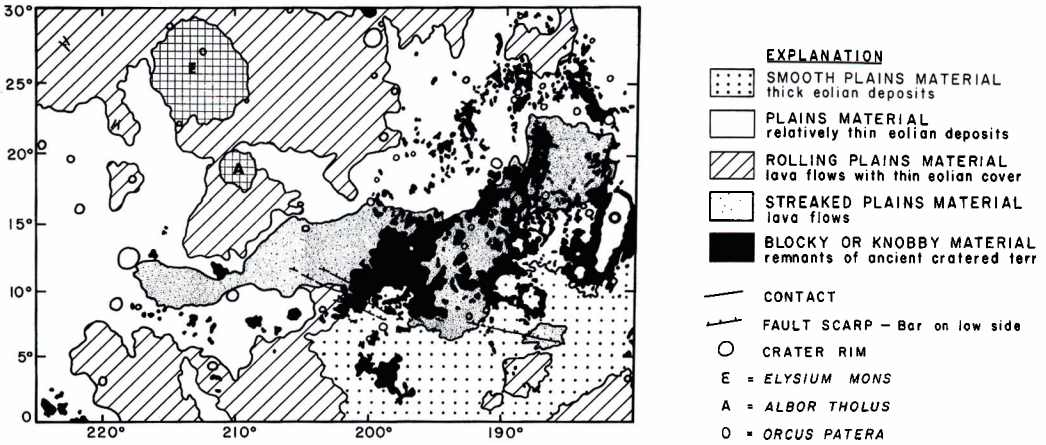 30°
25°
20°
15°
10°
5°
0
220°
210°
200°
190°
E
A
EXPLANATION
SMOOTH PLAINS MATERIAL
thick eolian deposits
PLAINS MATERIAL
relatively thin eolian deposits
ROLLING PLAINS MATERIAL
lava flows with thin eolian cover
STREAKED PLAINS MATERIAL
lava flows
BLOCKY OR KNOBBY MATERIAL
remnants of ancient cratered terr
CONTACT
FAULT SCARP – Bar on low side
CRATER RIM
E = ELYSIUM MONS
A = ALBOR THOLUS
O = ORCUS PATERA